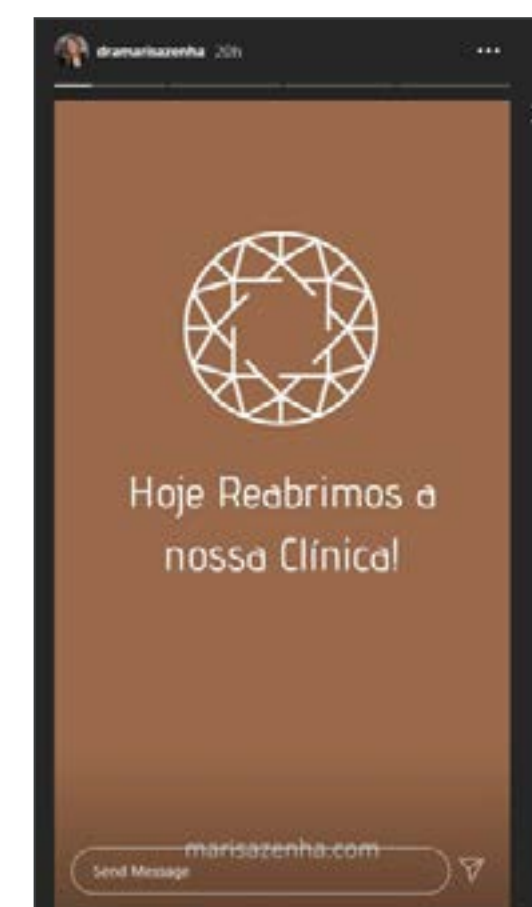 dramarisazenha 20h
Hoje Reabrimos a
nossa Clínica!
marisazenha.com
Send Message